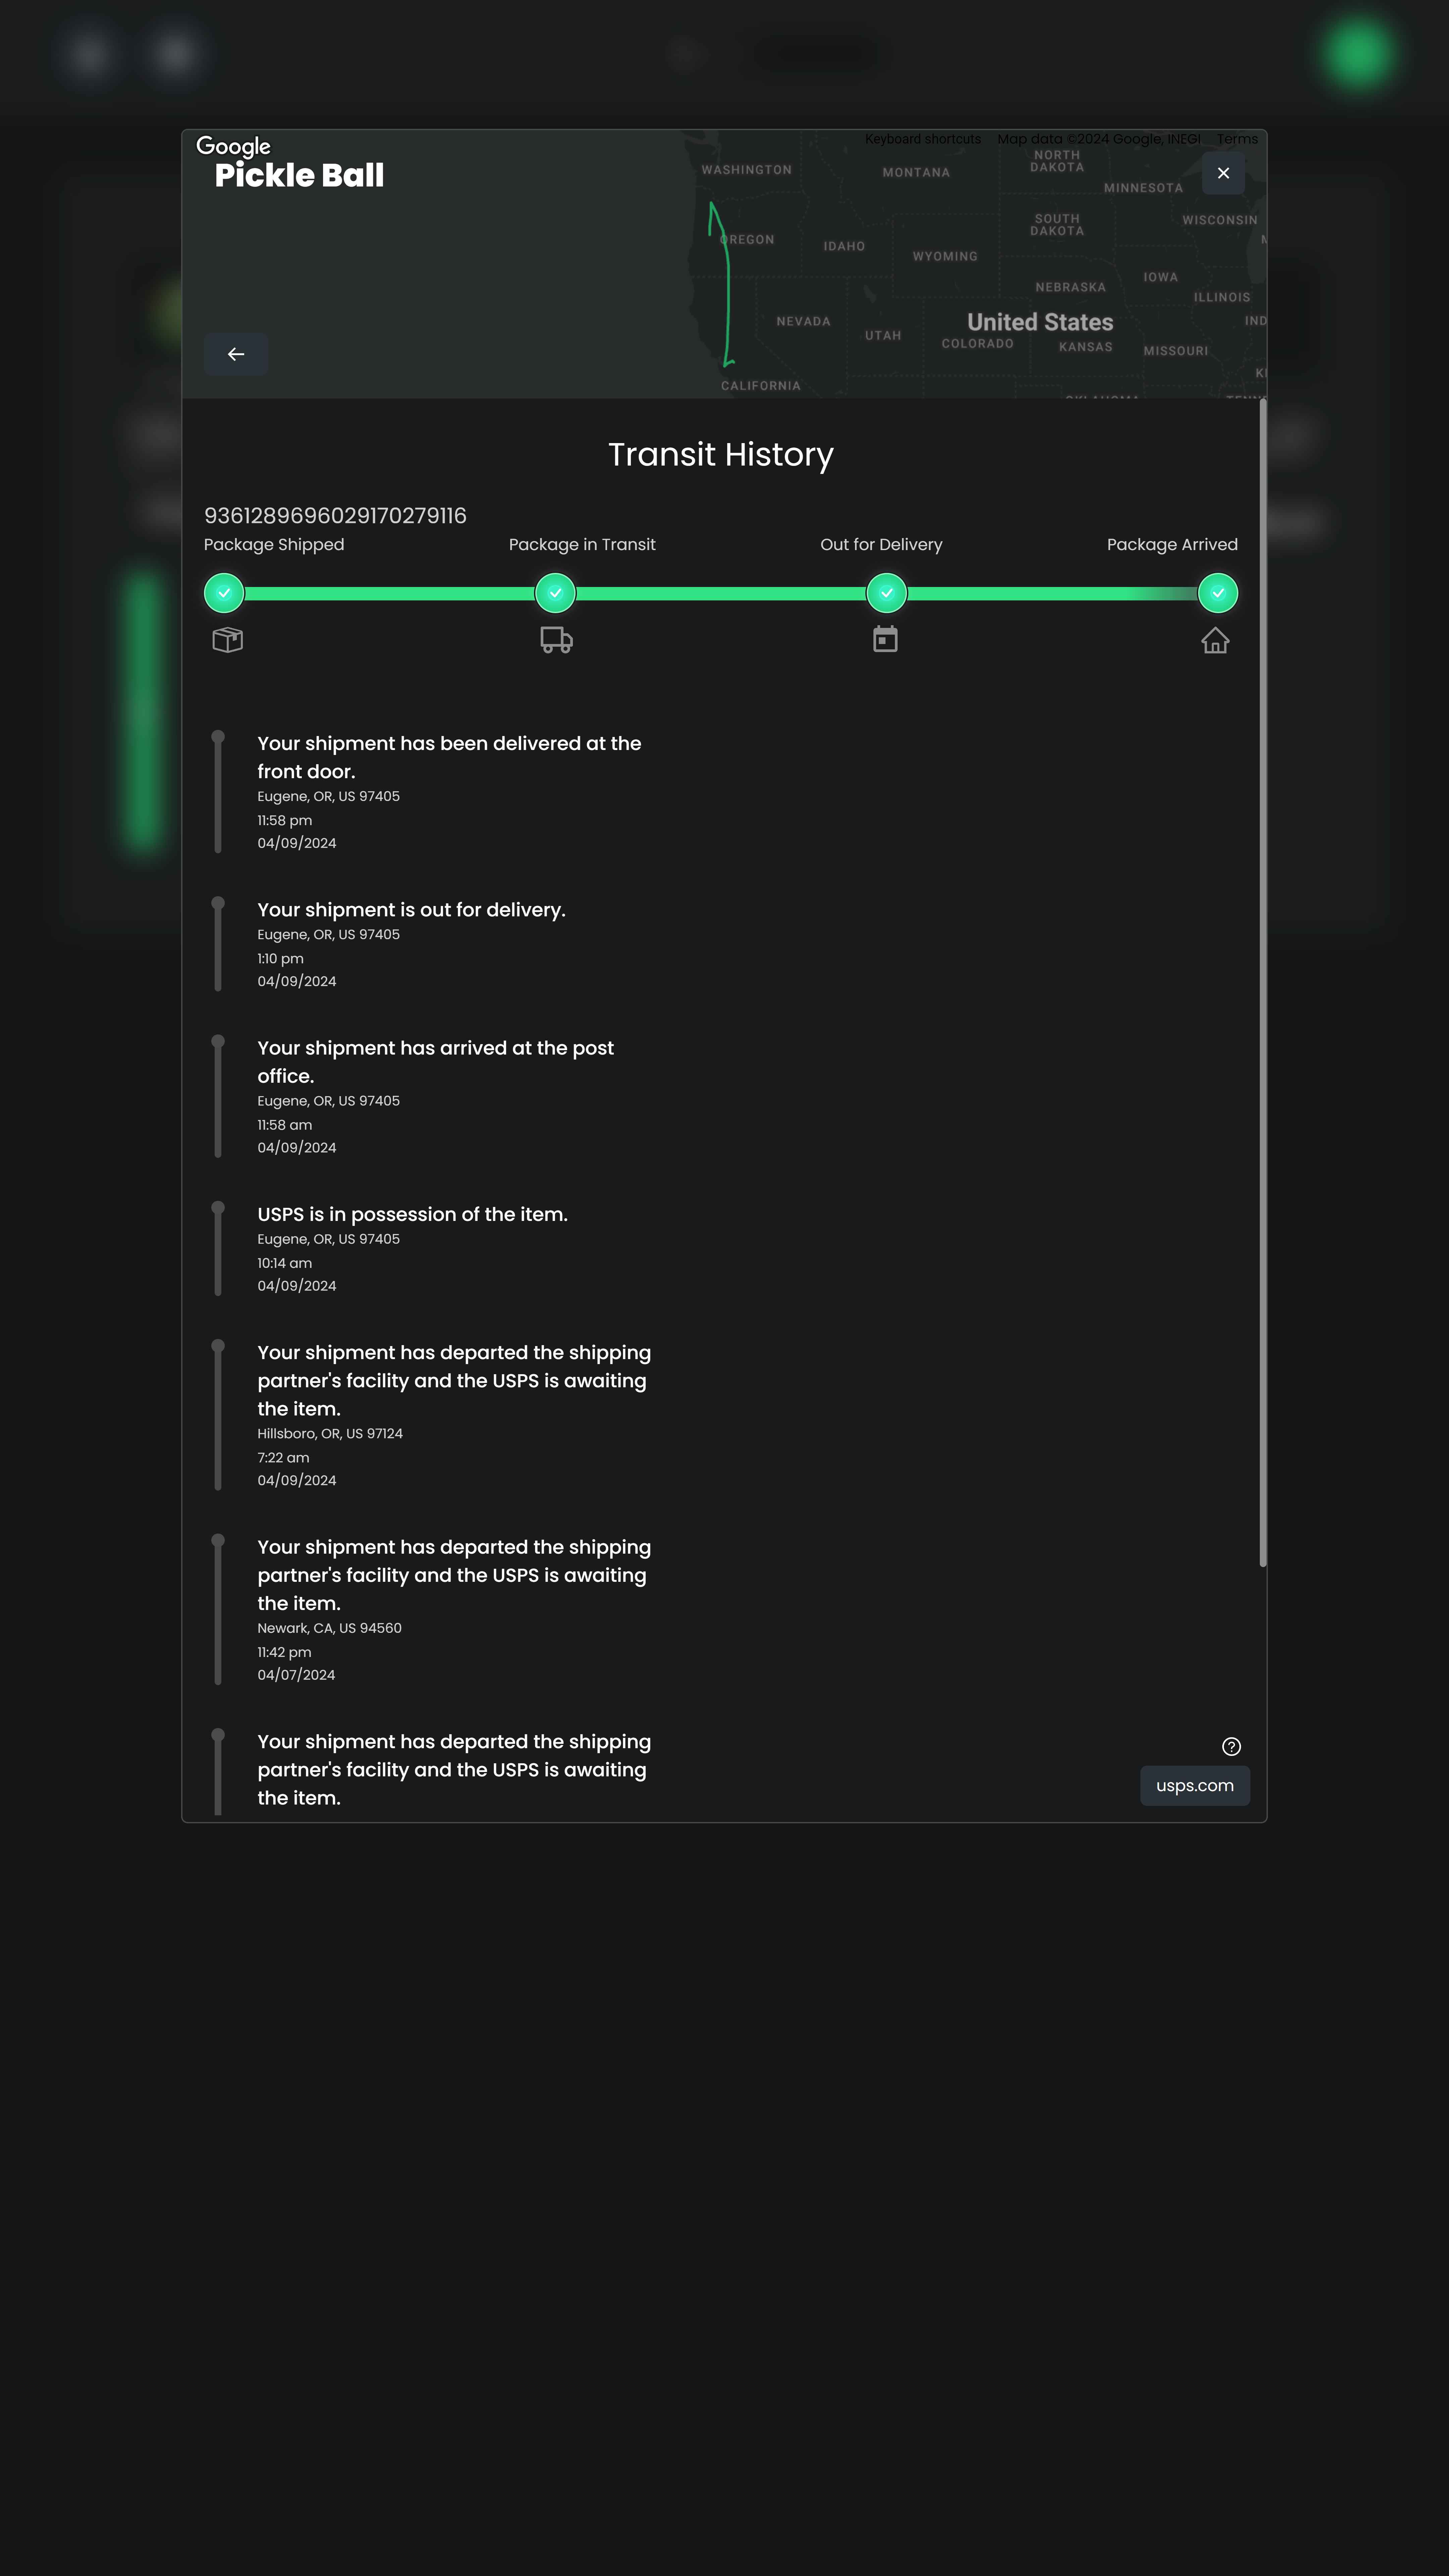 Google
Keyboard shortcuts Map data ©2024 Google, INEGI Terms
Pickle Ball
WASHINGTON
MONTANA
NORTH
DAKOTA
MINNESOTA
OREGON
IDAHO
SOUTH
DAKOTA
WISCONSIN
WYOMING
IOWA
NEBRASKA
ILLINOIS
NEVADA
UTAH
United States
IND
COLORADO
KANSAS
MISSOURI
CALIFORNIA
Transit History
9361289696029170279116
Package Shipped Package in Transit Out for Delivery Package Arrived
Your shipment has been delivered at the
front door.
Eugene, OR, US 97405
11:58 pm
04/09/2024
Your shipment is out for delivery.
Eugene, OR, US 97405
1:10 pm
04/09/2024
Your shipment has arrived at the post
office.
Eugene, OR, US 97405
11:58 am
04/09/2024
USPS is in possession of the item.
Eugene, OR, US 97405
10:14 am
04/09/2024
Your shipment has departed the shipping
partner's facility and the USPS is awaiting
the item.
Hillsboro, OR, US 97124
7:22 am
04/09/2024
Your shipment has departed the shipping
partner's facility and the USPS is awaiting
the item.
Newark, CA, US 94560
11:42 pm
04/07/2024
Your shipment has departed the shipping
partner's facility and the USPS is awaiting
the item.
usps.com